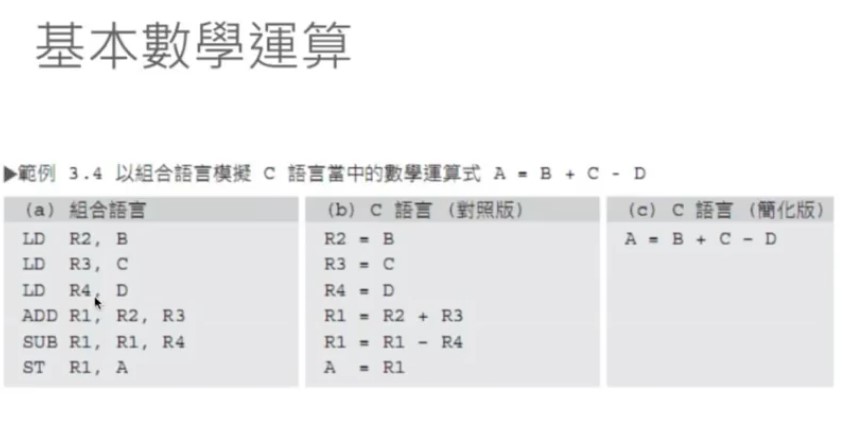 基本數學運算
▶範例 3.4 以組合語言模擬 C 語言當中的數學運算式 A = B + C - D
(a) 組合語言
LD R2, B
LD R3, C
LD R4, D
ADD R1, R2, R3
SUB R1, R1, R4
ST R1, A
(b) C 語言 (對照版)
R2 = B
R3 = C
R4 = D
R1 = R2 + R3
R1 = R1 - R4
A = R1
(c) C 語言 (簡化版)
A = B + C - D